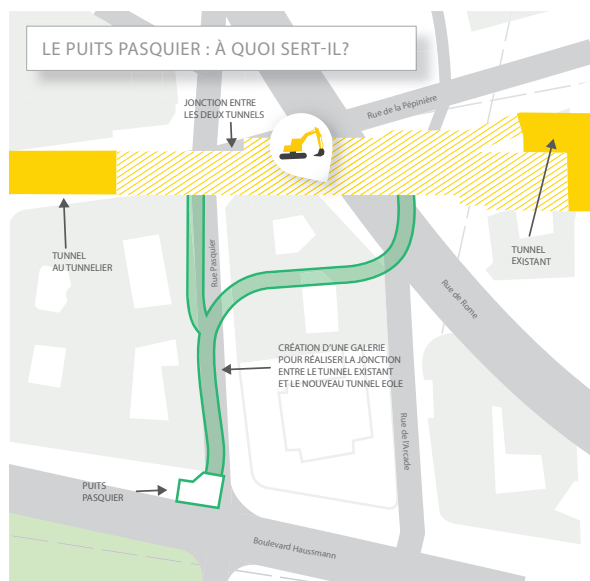 LE PUITS PASQUIER : À QUOI SERT-IL?
JONCTION ENTRE
LES DEUX TUNNELS
Rue de la Pépinière
TUNNEL
AU TUNNELIER
Rue Pasquier
TUNNEL
EXISTANT
Rue de Rome
CRÉATION D'UNE GALERIE
POUR RÉALISER LA JONCTION
ENTRE LE TUNNEL EXISTANT
ET LE NOUVEAU TUNNEL EOLE
Rue de l'Arcade
PUITS
PASQUIER
Boulevard Haussmann